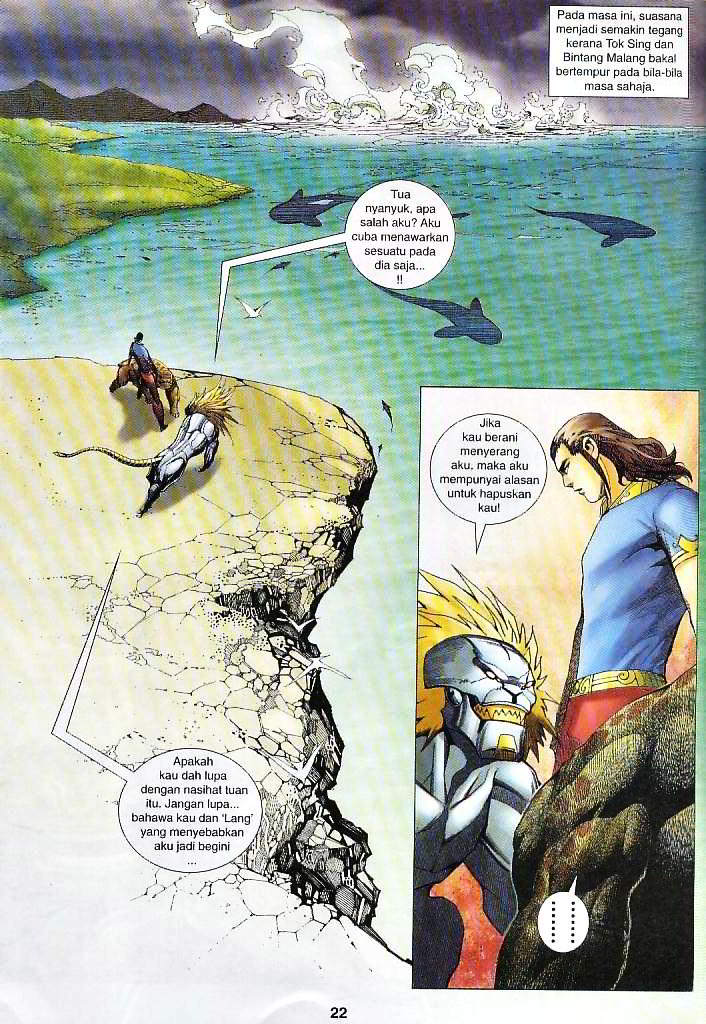 Pada masa ini, suasana
menjadi semakin tegang
kerana Tok Sing dan
Bintang Malang bakal
bertempur pada bila-bila
masa sahaja.
Tua
nyanyuk, apa
salah aku? Aku
cuba menawarkan
sesuatu pada
dia saja...
!!
Apakah
kau dah lupa
dengan nasihat tuan
itu. Jangan lupa...
bahawa kau dan ‘Lang’
yang menyebabkan
aku jadi begini
...
Jika
kau berani
menyerang
aku, maka aku
mempunyai alasan
untuk hapuskan
kau!
22